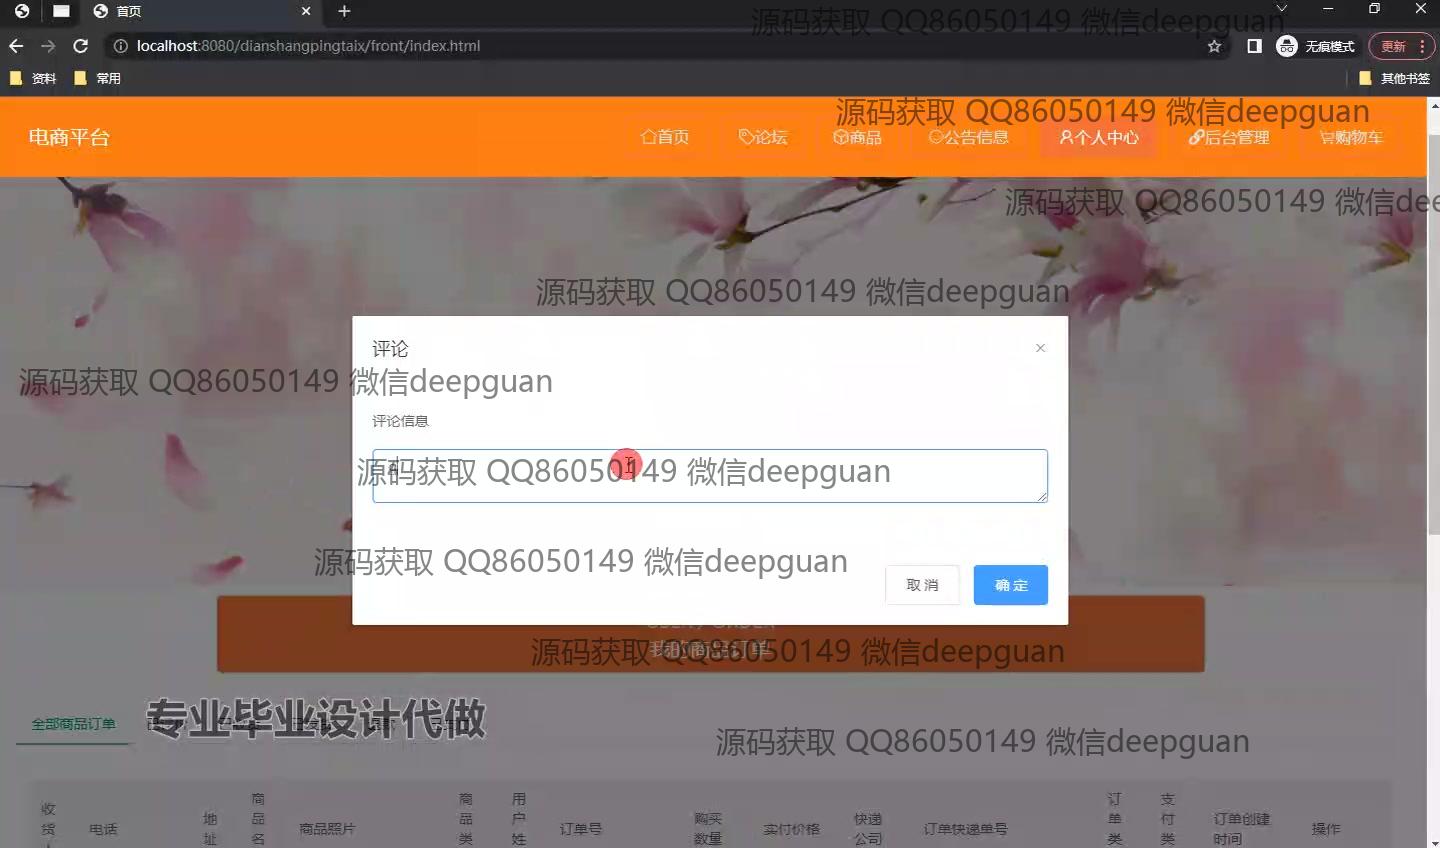 首页
源码获取 QQ86050149 微信deepguan
localhost:8080/dianshangpingtaix/front/index.html
无痕模式
更新
资料
常用
其他书签
源码获取 QQ86050149 微信deepguan
电商平台
首页
论坛
商品
公告信息
个人中心
后台管理
购物车
源码获取 QQ86050149 微信dee
源码获取 QQ86050149 微信deepguan
评论
源码获取 QQ86050149 微信deepguan
评论信息
源码获取 QQ86050149 微信deepguan
源码获取 QQ86050149 微信deepguan
取消
确定
USER / ORDER
我的商品订单
源码获取 QQ86050149 微信deepguan
全部商品订单
专业毕业设计代做
源码获取 QQ86050149 微信deepguan
收货
电话
地址
商品名
商品照片
商品类
用户姓
订单号
购买数量
实付价格
快递公司
订单快递单号
订单类
支付类
订单创建时间
操作